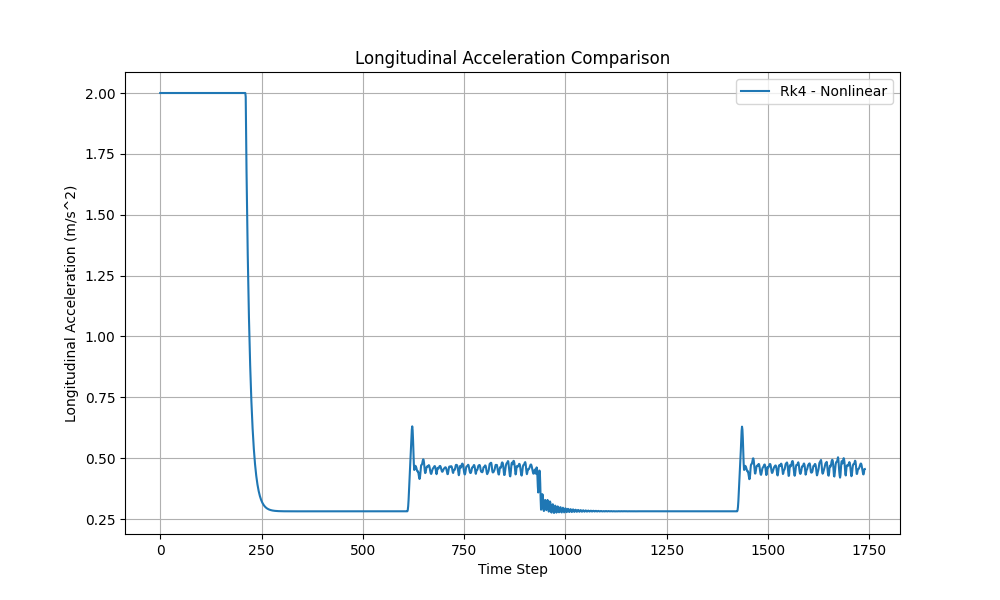 Longitudinal Acceleration Comparison
Rk4 - Nonlinear
Longitudinal Acceleration (m/s^2)
2.00
1.75
1.50
1.25
1.00
0.75
0.50
0.25
0 250 500 750 1000 1250 1500 1750
Time Step